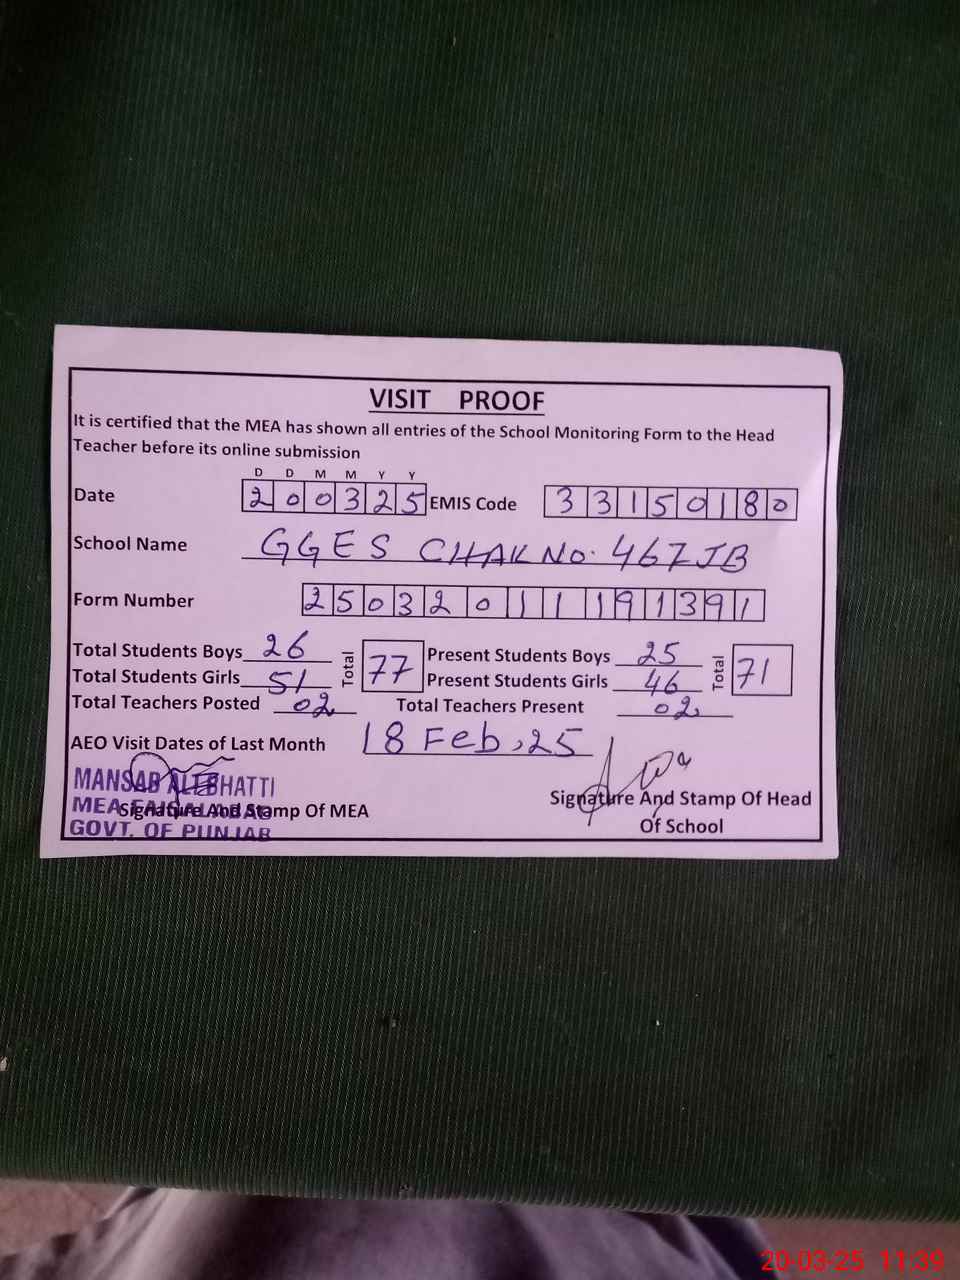 VISIT PROOF
It is certified that the MEA has shown all entries of the School Monitoring Form to the Head
Teacher before its online submission
D D M M Y Y
Date 200325 EMIS Code 33150180
School Name GGES CHAK No. 467JB
Form Number 250320111191391
Total Students Boys 26 Total 77 Present Students Boys 25 Total 71
Total Students Girls 51 Present Students Girls 46
Total Teachers Posted 02 Total Teachers Present 02
AEO Visit Dates of Last Month 18 Feb, 25
MANSAB ALI BHATTI
MEA FAISALABAD
Signature And Stamp Of MEA
GOVT. OF PUNJAB
Signature And Stamp Of Head
Of School
20-03-25 11:39